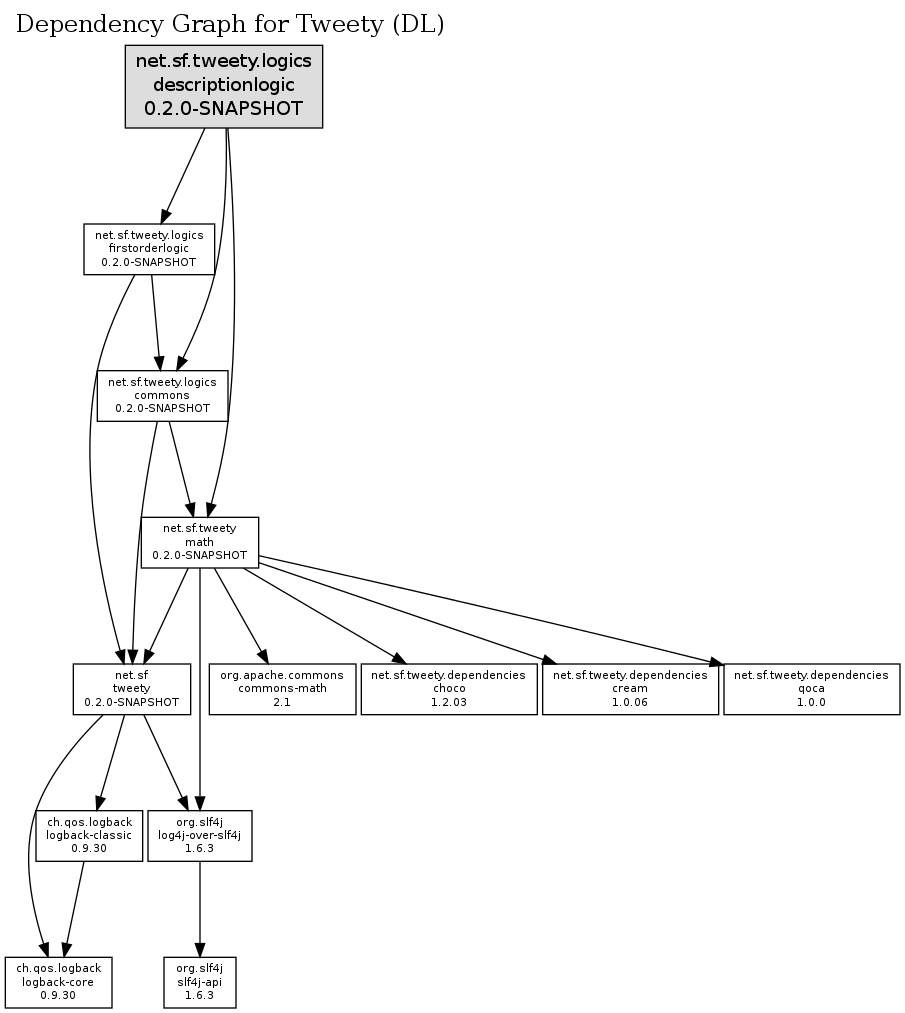 Dependency Graph for Tweety (DL)
net.sf.tweety.logics
descriptionlogic
0.2.0-SNAPSHOT
net.sf.tweety.logics
firstorderlogic
0.2.0-SNAPSHOT
net.sf.tweety.logics
commons
0.2.0-SNAPSHOT
net.sf.tweety
math
0.2.0-SNAPSHOT
net.sf
tweety
0.2.0-SNAPSHOT
org.apache.commons
commons-math
2.1
net.sf.tweety.dependencies
choco
1.2.03
net.sf.tweety.dependencies
cream
1.0.06
net.sf.tweety.dependencies
qoca
1.0.0
ch.qos.logback
logback-classic
0.9.30
org.slf4j
log4j-over-slf4j
1.6.3
ch.qos.logback
logback-core
0.9.30
org.slf4j
slf4j-api
1.6.3